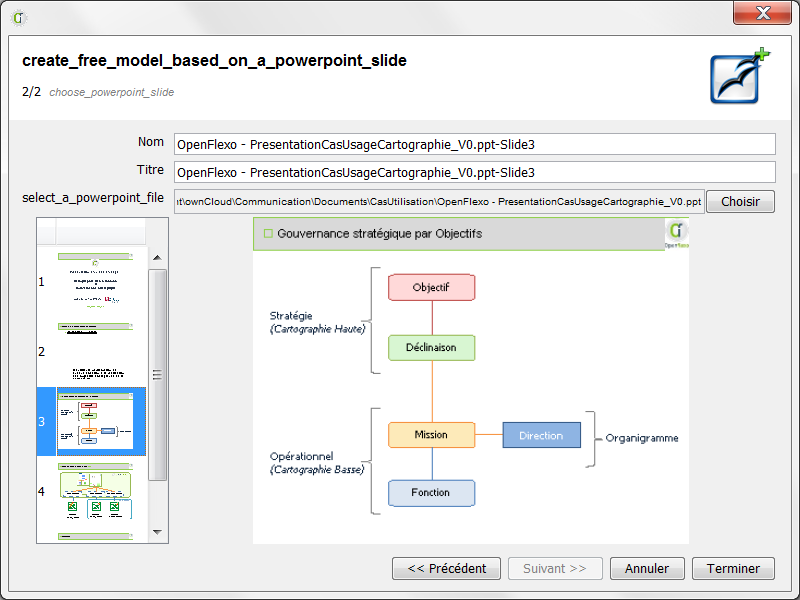 create_free_model_based_on_a_powerpoint_slide
2/2 choose_powerpoint_slide
Nom
OpenFlexo - PresentationCasUsageCartographie_V0.ppt-Slide3
Titre
OpenFlexo - PresentationCasUsageCartographie_V0.ppt-Slide3
select_a_powerpoint_file
\ownCloud\Communication\Documents\CasUtilisation\OpenFlexo - PresentationCasUsageCartographie_V0.ppt
Choisir
1
2
3
4
Gouvernance stratégique par Objectifs
OpenFlexo
Objectif
Stratégie
(Cartographie Haute)
Déclinaison
Mission
Direction
Organigramme
Opérationnel
(Cartographie Basse)
Fonction
<< Précédent
Suivant >>
Annuler
Terminer